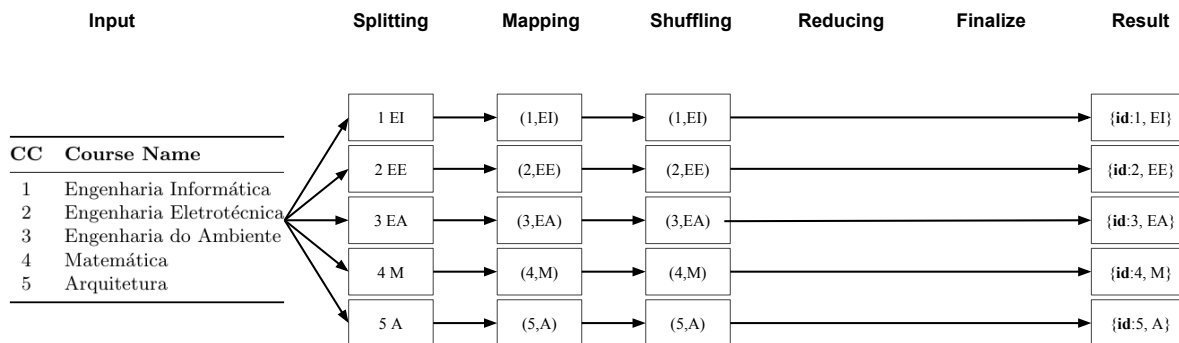 Input Splitting Mapping Shuffling Reducing Finalize Result
CC Course Name
1 Engenharia Informática
2 Engenharia Eletrotécnica
3 Engenharia do Ambiente
4 Matemática
5 Arquitetura
1 EI (1,EI) (1,EI) {id:1, EI}
2 EE (2,EE) (2,EE) {id:2, EE}
3 EA (3,EA) (3,EA) {id:3, EA}
4 M (4,M) (4,M) {id:4, M}
5 A (5,A) (5,A) {id:5, A}